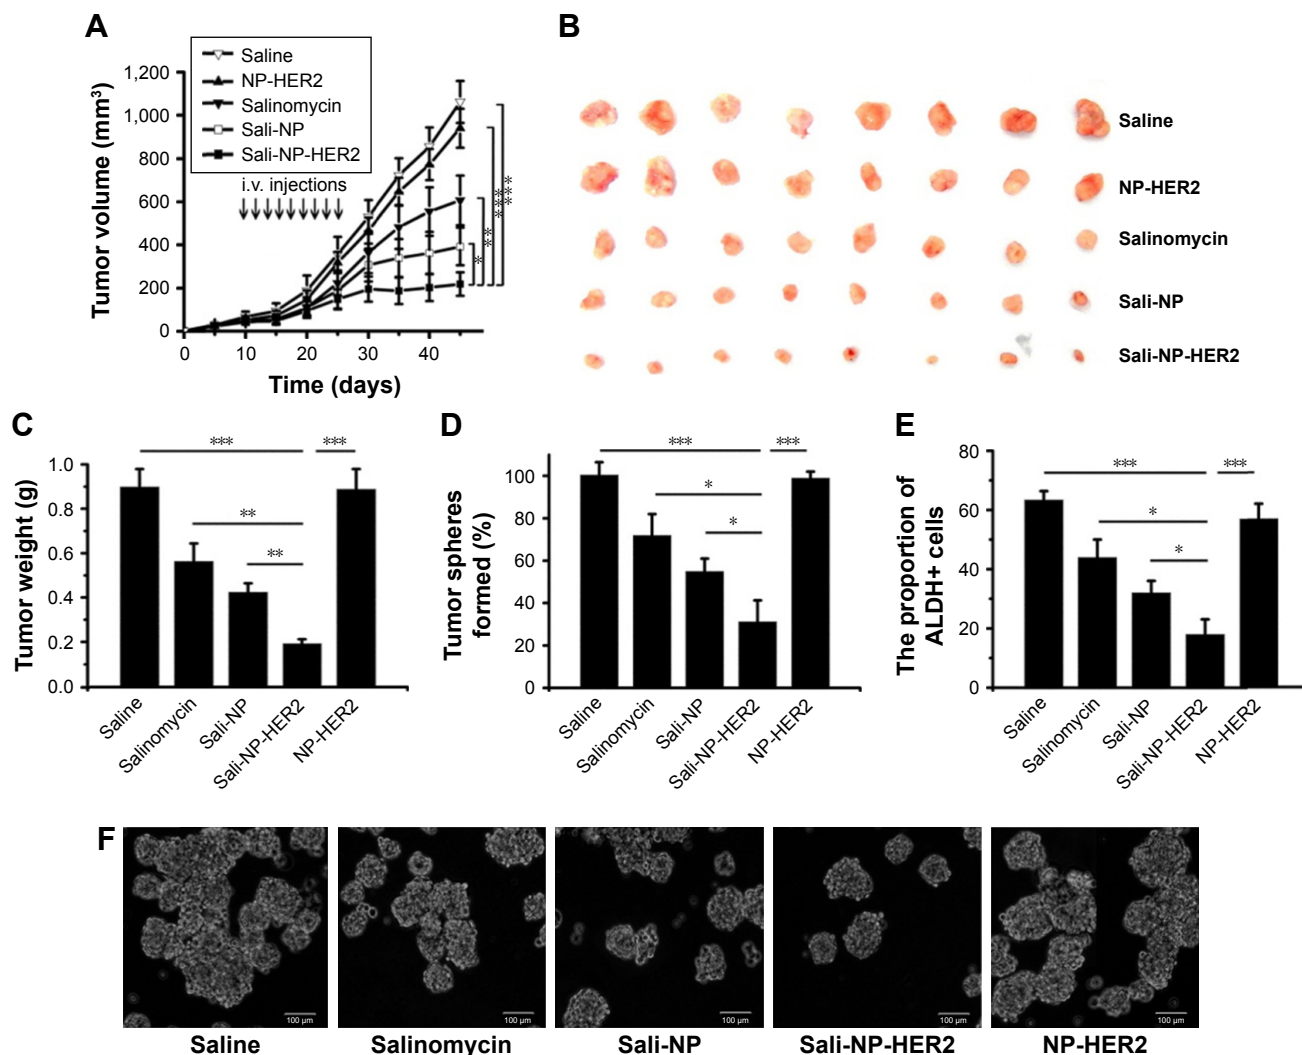 A
Saline
NP-HER2
Salinomycin
Sali-NP
Sali-NP-HER2
i.v. injections
Tumor volume (mm³)
1,200
1,000
800
600
400
200
0
0 10 20 30 40
Time (days)
*
**
***
***
B
Saline
NP-HER2
Salinomycin
Sali-NP
Sali-NP-HER2
C
Tumor weight (g)
1.0
0.8
0.6
0.4
0.2
0.0
*** ***
**
**
Saline
Salinomycin
Sali-NP
Sali-NP-HER2
NP-HER2
D
Tumor spheres
formed (%)
100
80
60
40
20
0
*** ***
*
*
Saline
Salinomycin
Sali-NP
Sali-NP-HER2
NP-HER2
E
The proportion of
ALDH+ cells
80
60
40
20
0
*** ***
*
*
Saline
Salinomycin
Sali-NP
Sali-NP-HER2
NP-HER2
F
100 µm
100 µm
100 µm
100 µm
100 µm
Saline
Salinomycin
Sali-NP
Sali-NP-HER2
NP-HER2